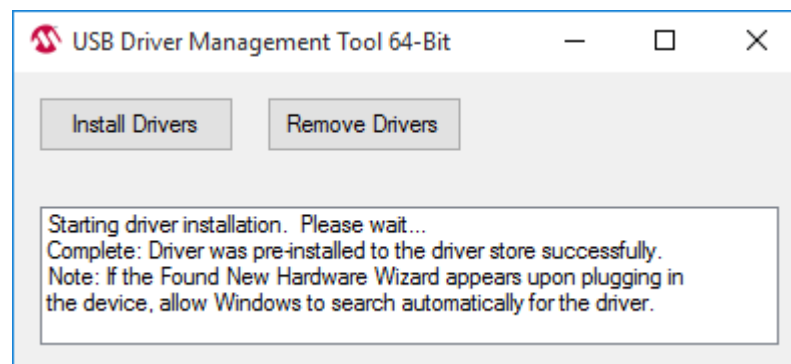 USB Driver Management Tool 64-Bit
Install Drivers Remove Drivers
Starting driver installation.  Please wait...
Complete: Driver was pre-installed to the driver store successfully.
Note: If the Found New Hardware Wizard appears upon plugging in
the device, allow Windows to search automatically for the driver.